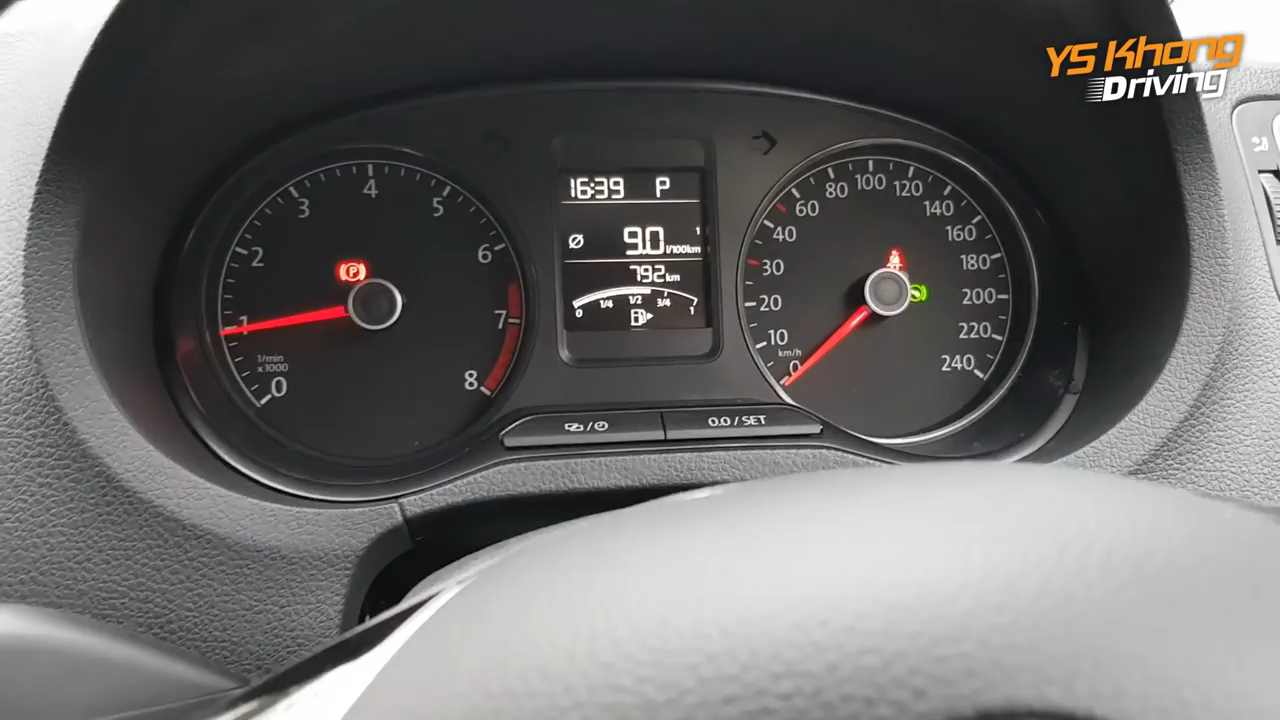 YS Khong
Driving
16:39 P
Ø 9.0 l/100km
1
792 km
0 1/4 1/2 3/4 1
0 1 2 3 4 5 6 7 8
1/min
x1000
P
0 10 20 30 40 60 80 100 120 140 160 180 200 220 240
km/h
0.0 / SET